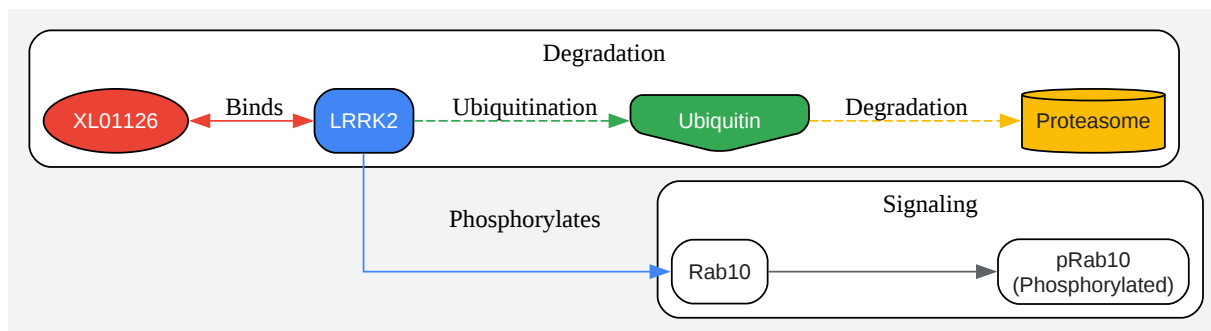 Degradation
XL01126
Binds
LRRK2
Ubiquitination
Ubiquitin
Degradation
Proteasome
Phosphorylates
Signaling
Rab10
pRab10
(Phosphorylated)